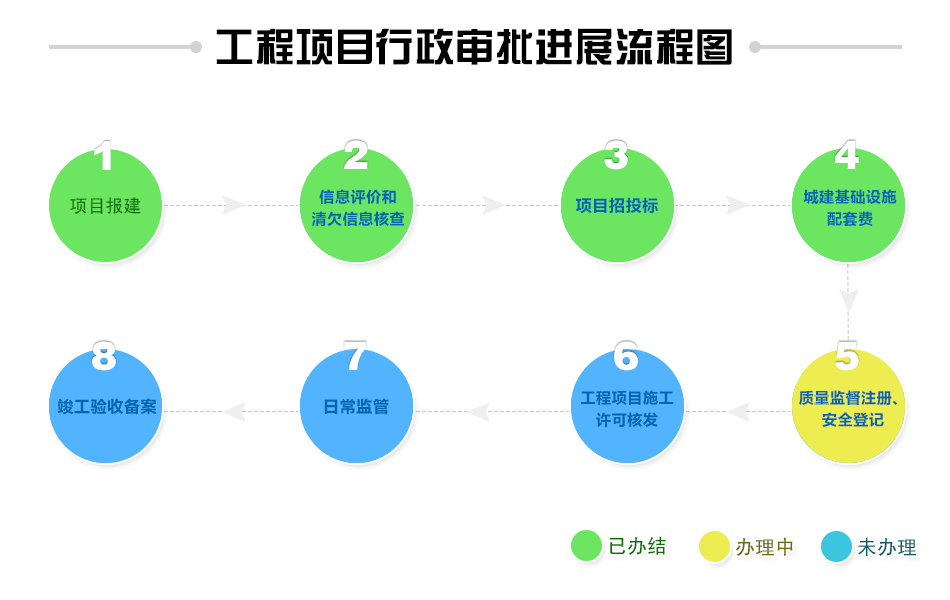 工程项目行政审批进展流程图
1
项目报建
2
信息评价和
清欠信息核查
3
项目招投标
4
城建基础设施
配套费
5
质量监督注册、
安全登记
6
工程项目施工
许可核发
7
日常监管
8
竣工验收备案
已办结
办理中
未办理